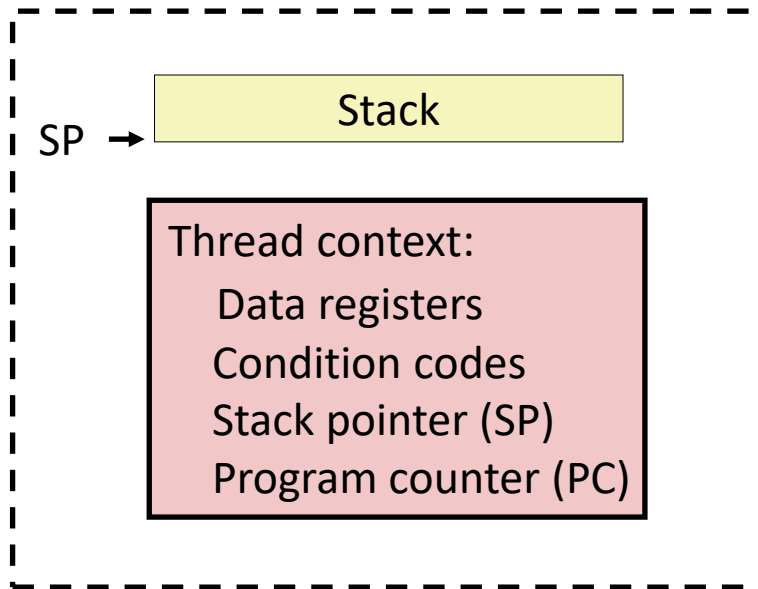 Stack
SP
Thread context:
Data registers
Condition codes
Stack pointer (SP)
Program counter (PC)